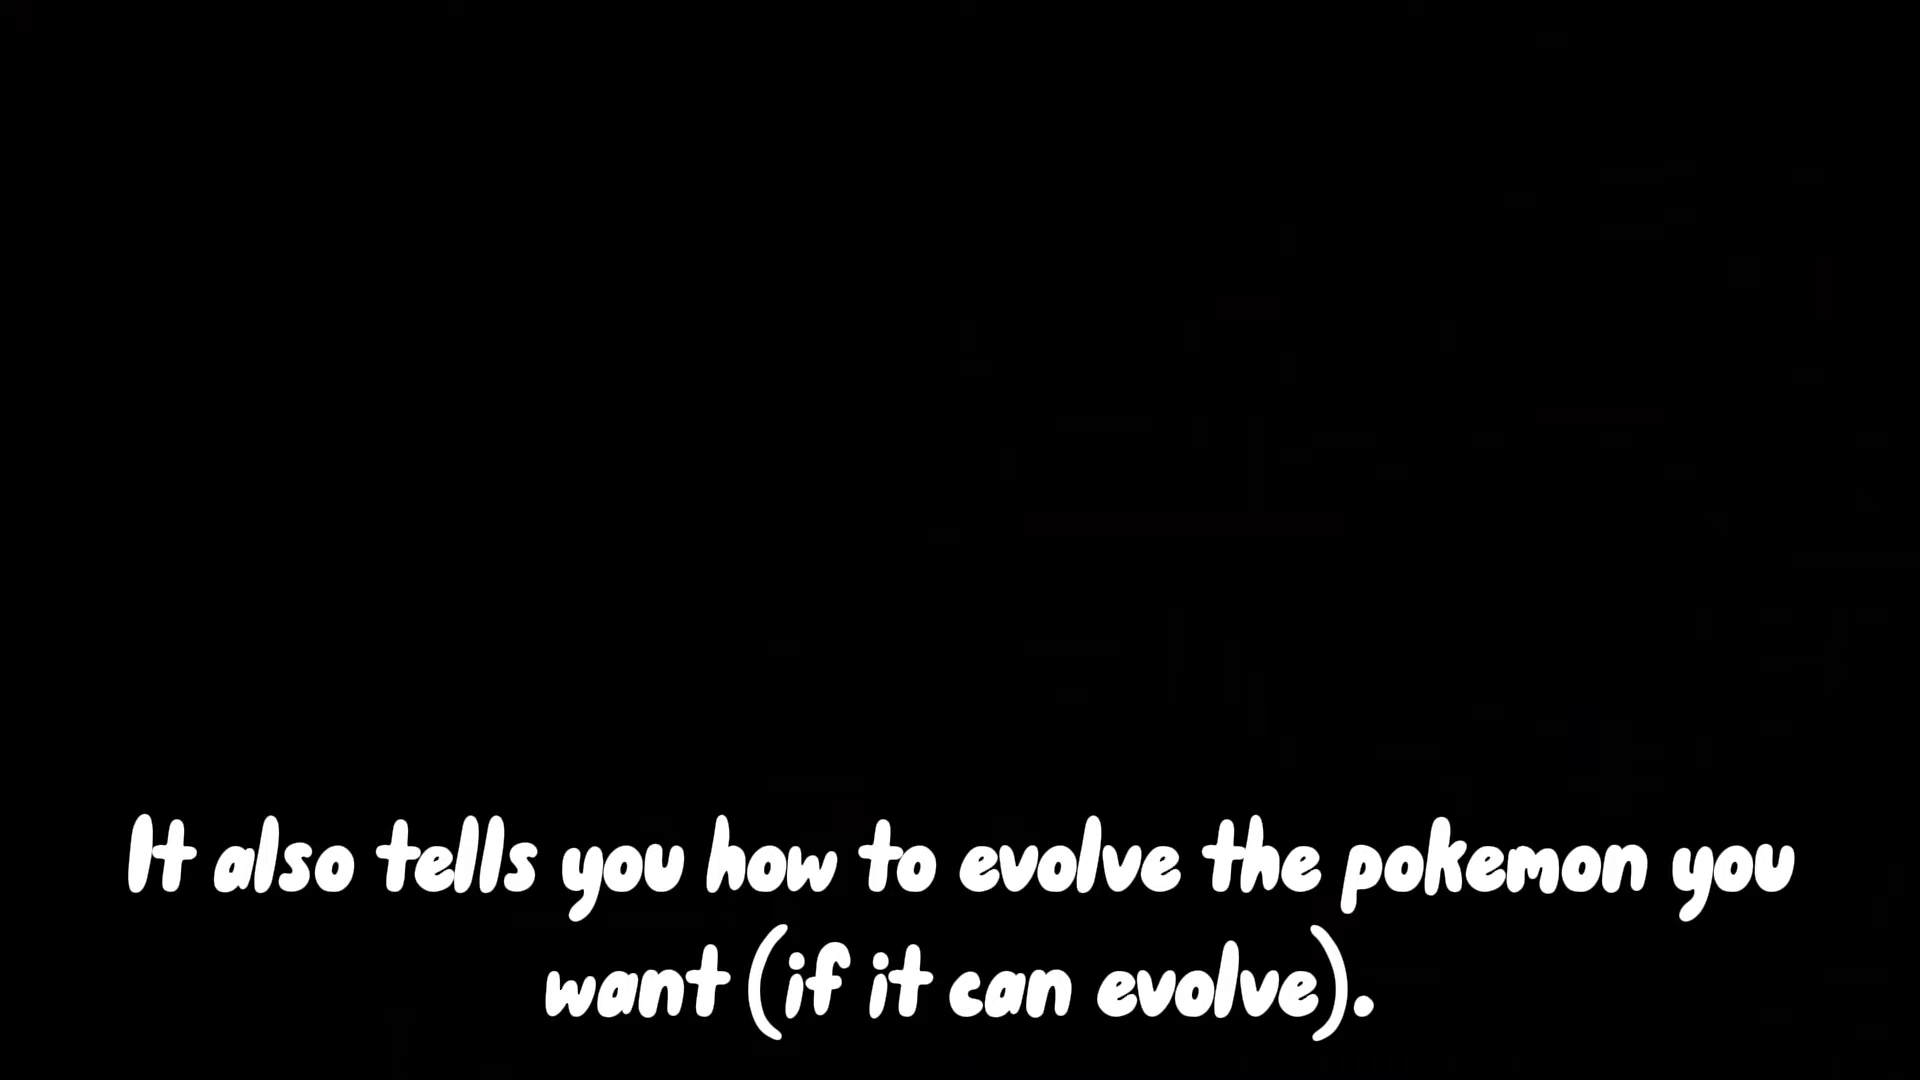 It also tells you how to evolve the pokemon you
want (if it can evolve).